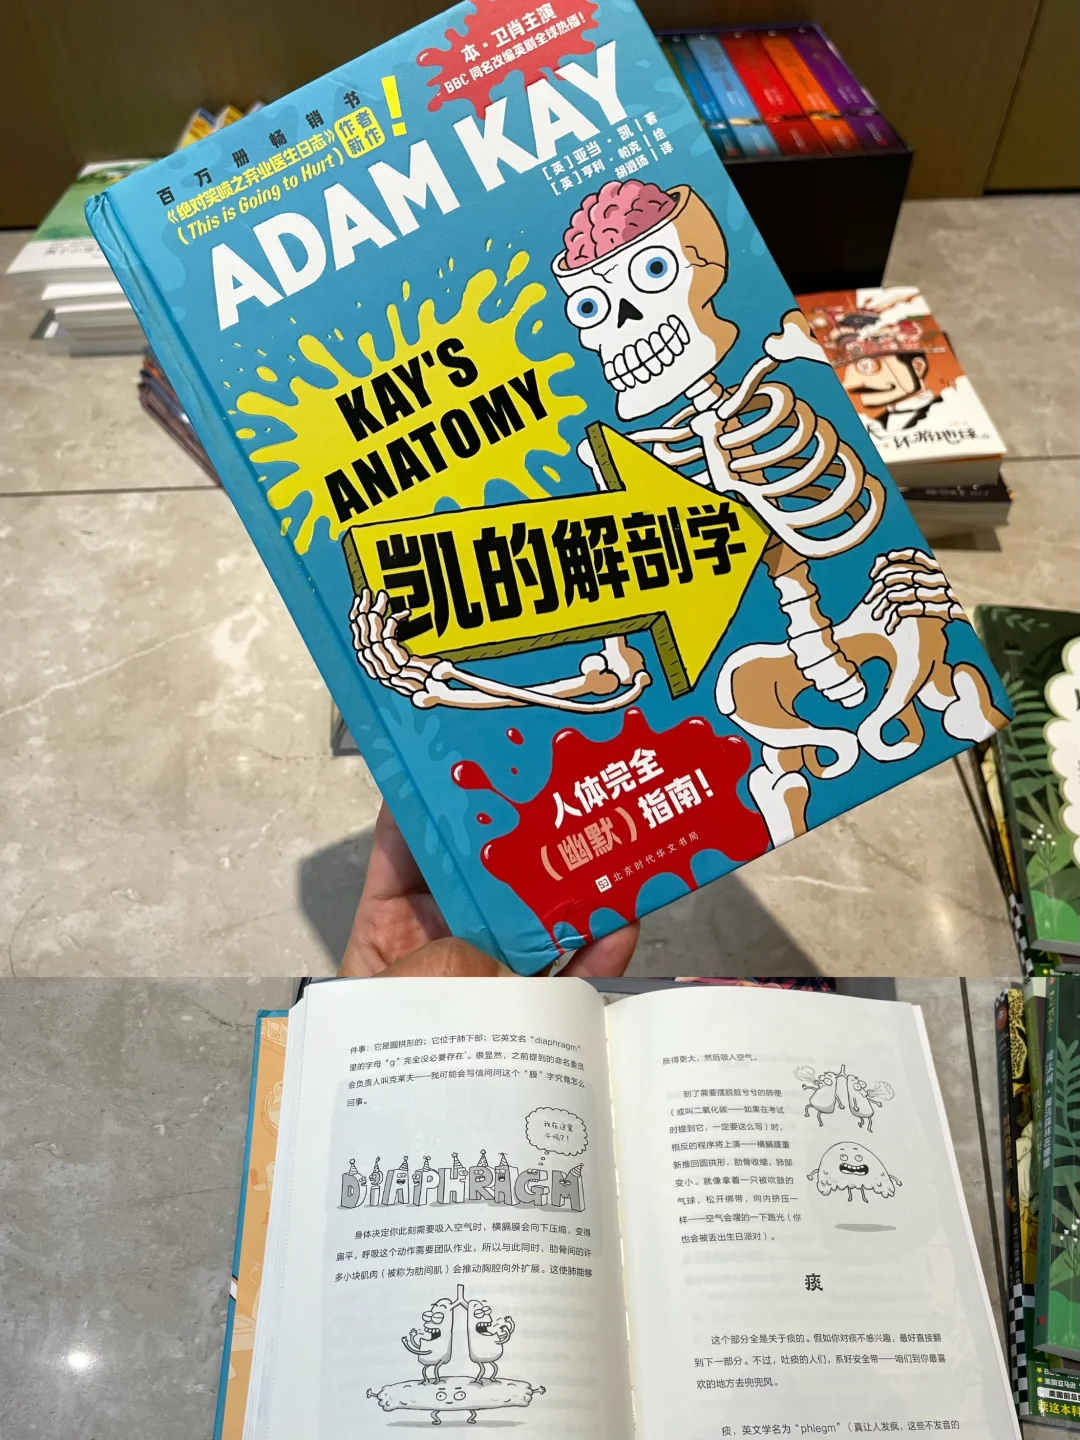 本·卫肖主演
BBC 同名改编英剧全球热播!
百万册畅销书
《绝对笑喷之弃业医生日志》
(This is Going to Hurt)
作者
新作
!
ADAM KAY
[英]亚当·凯 | 著
[英]亨利·帕克 | 绘
胡逍扬 | 译
KAY'S
ANATOMY
凯的解剖学
人体完全
(幽默)指南!
北京时代华文书局
环游地球
件事:它是圆拱形的;它位于肺下部;它英文名“diaphragm”
里的字母“g”完全没必要存在。很显然,之前提到的命名委员
会负责人叫克莱夫——我可能会写信问问这个“膈”字究竟怎么
回事。
我在这里
干吗?!
DIAPHRAGM
身体决定你此刻需要吸入空气时,横膈膜会向下压缩,变得
扁平。呼吸这个动作需要团队作业,所以与此同时,肋骨间的许
多小块肌肉(被称为肋间肌)会推动胸腔向外扩展。这使肺能够
胀得更大,然后吸入空气。
到了需要摆脱脏兮兮的肺便
(或叫二氧化碳——如果在考试
时提到它,一定要这么写)时,
相反的程序将上演——横膈膜重
新推回圆拱形,肋骨收缩,肺部
变小。就像拿着一只被吹鼓的
气球,松开绑带,向内挤压一
样——空气会嗖的一下跑光(你
也会被丢出生日派对)。
痰
这个部分全是关于痰的。假如你对痰不感兴趣,最好直接翻
到下一部分。不过,吐痰的人们,系好安全带——咱们到你最喜
欢的地方去兜兜风。
痰,英文学名为“phlegm”(真让人发疯,这些不发音的